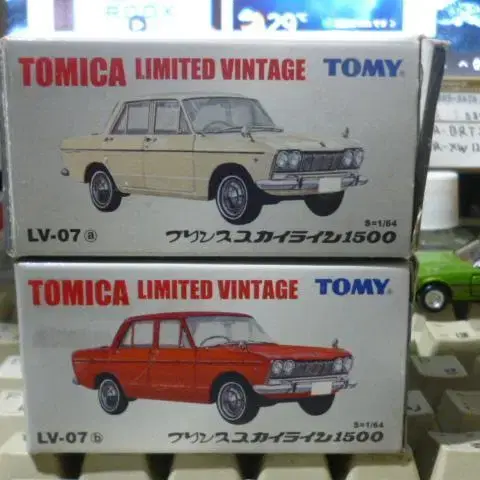 29℃
TOMICA LIMITED VINTAGE TOMY
S=1/64
LV-07 ⓐ プリンススカイライン1500
TOMICA LIMITED VINTAGE TOMY
S=1/64
LV-07 ⓑ プリンススカイライン1500